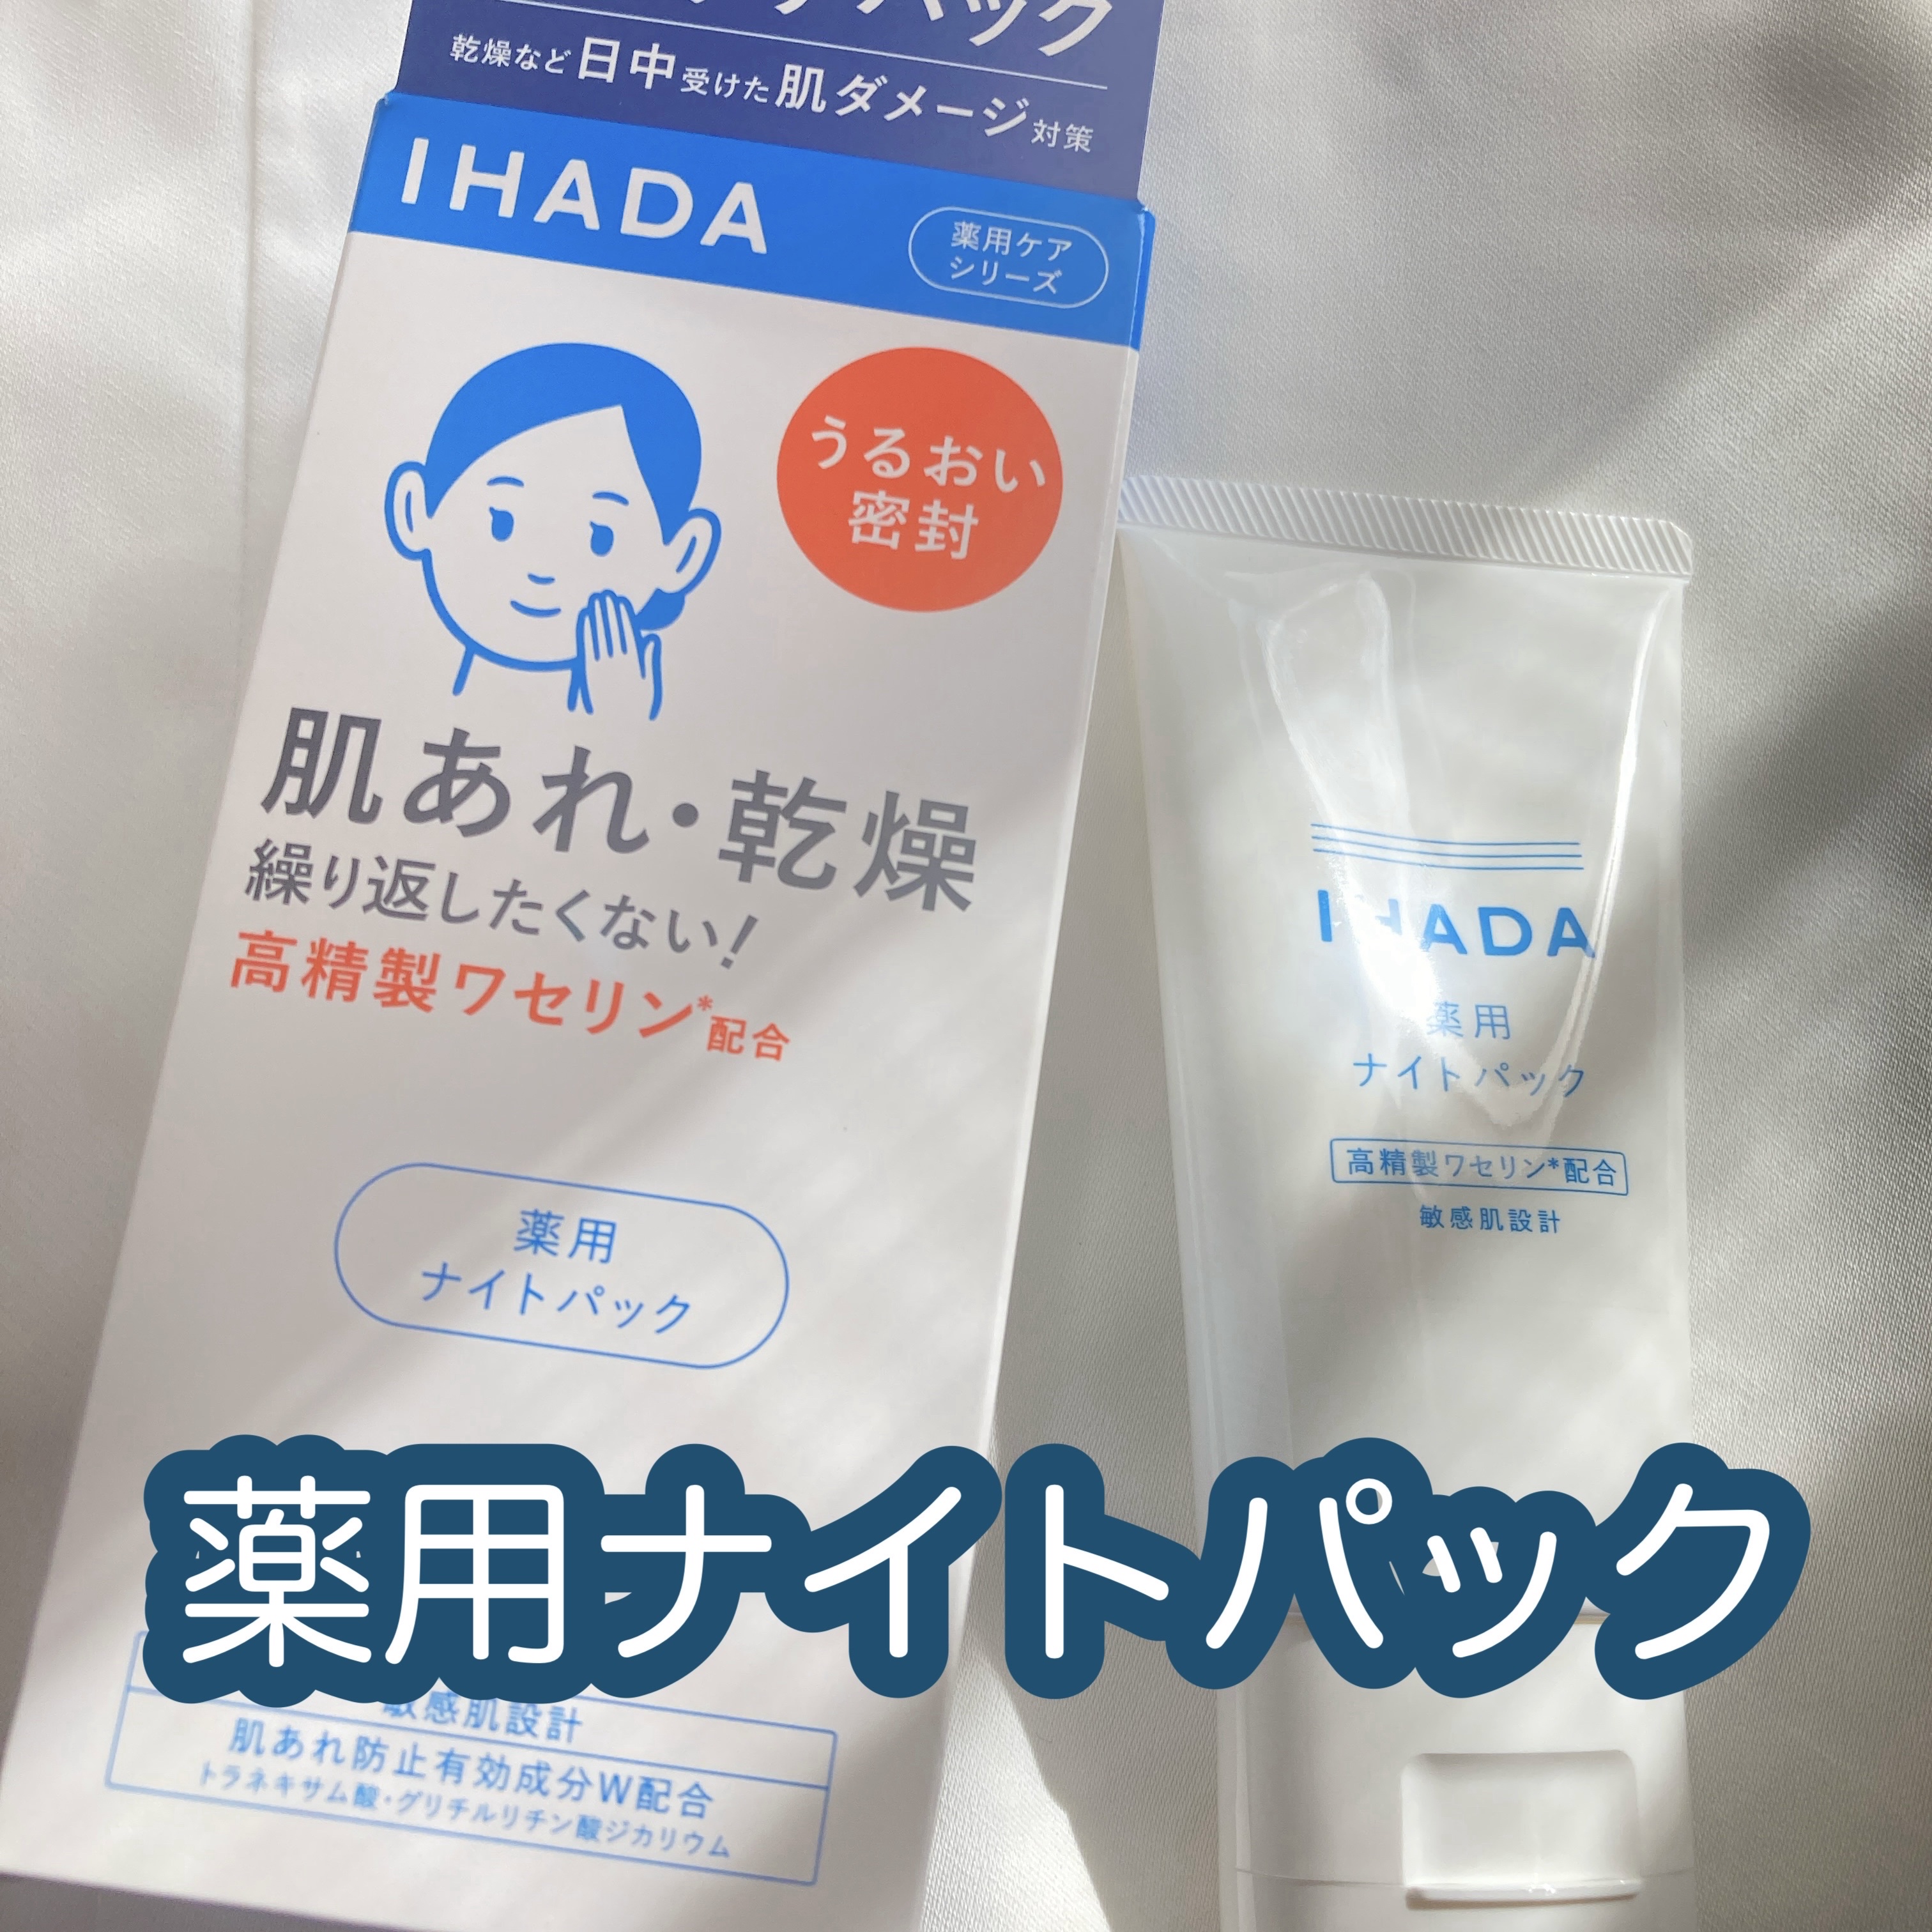 パック
乾燥など日中受けた肌ダメージ対策
IHADA
薬用ケア
シリーズ
うるおい
密封
肌あれ・乾燥
繰り返したくない!
高精製ワセリン*配合
薬用
ナイトパック
IHADA
薬用
ナイトパック
高精製ワセリン*配合
敏感肌設計
薬用ナイトパック
敏感肌設計
肌あれ防止有効成分W配合
トラネキサム酸・グリチルリチン酸ジカリウム